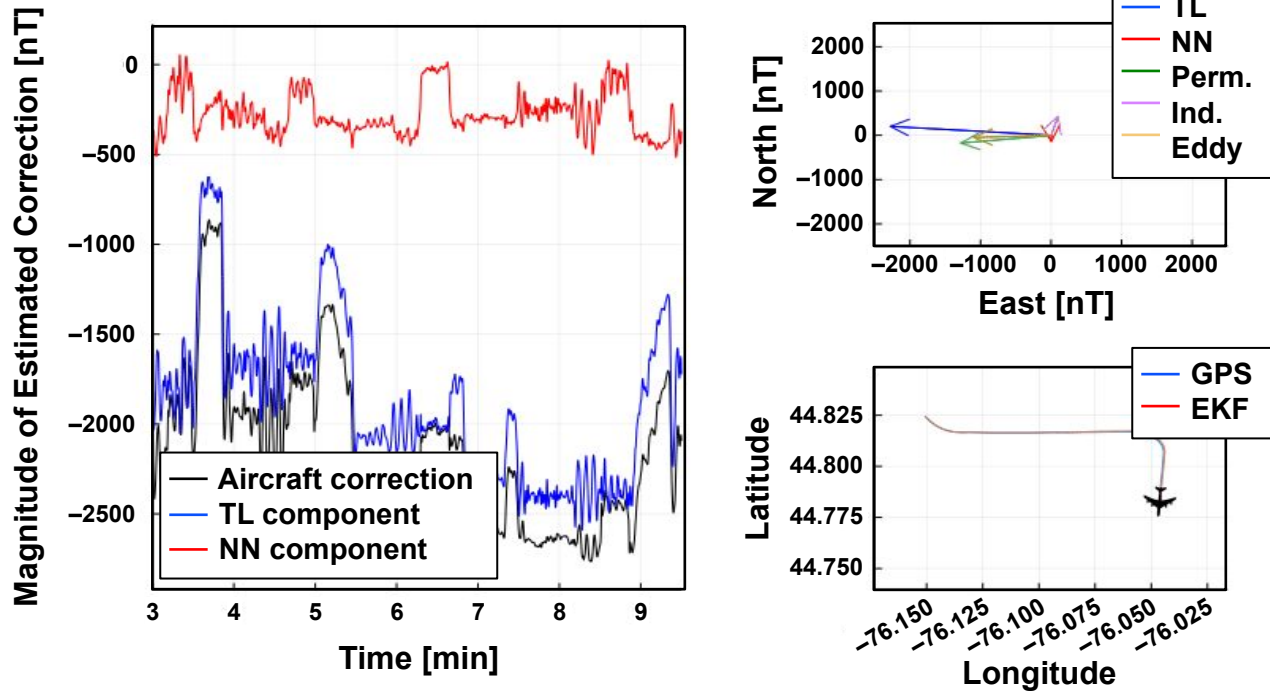 Magnitude of Estimated Correction [nT]
0
−500
−1000
−1500
−2000
−2500
Aircraft correction
TL component
NN component
3 4 5 6 7 8 9
Time [min]
TL
NN
Perm.
Ind.
Eddy
North [nT]
2000
1000
0
−1000
−2000
−2000 −1000 0 1000 2000
East [nT]
GPS
EKF
Latitude
44.825
44.800
44.775
44.750
−76.150 −76.125 −76.100 −76.075 −76.050 −76.025
Longitude